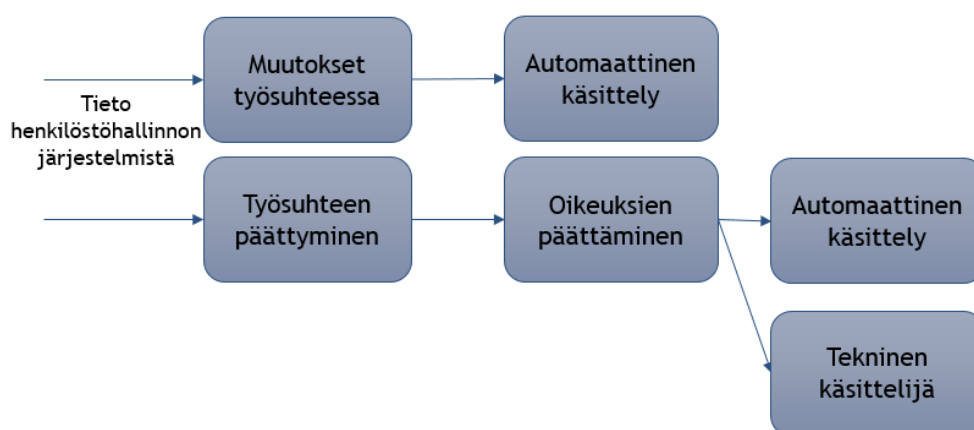 Muutokset
työsuhteessa
Automaattinen
käsittely
Tieto
henkilöstöhallinnon
järjestelmistä
Työsuhteen
päättyminen
Oikeuksien
päättäminen
Automaattinen
käsittely
Tekninen
käsittelijä